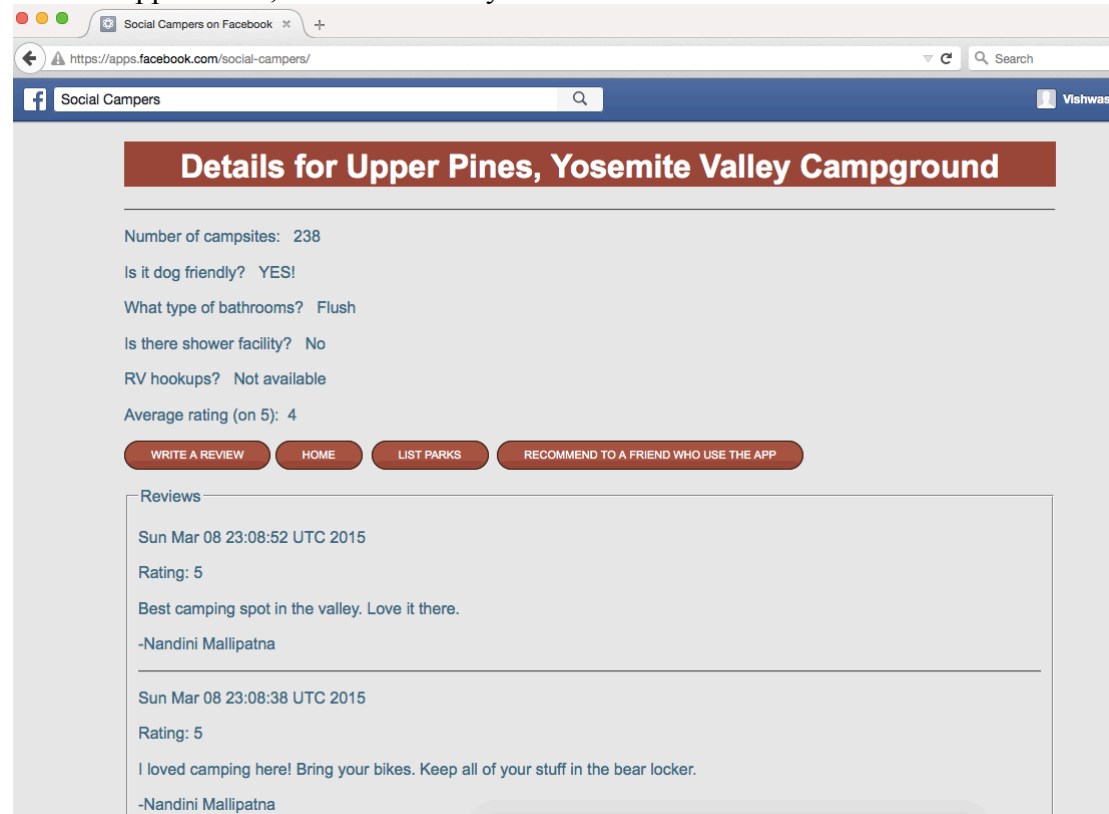 Social Campers on Facebook
https://apps.facebook.com/social-campers/
Search
Social Campers
Vishwas
Details for Upper Pines, Yosemite Valley Campground
Number of campsites: 238
Is it dog friendly? YES!
What type of bathrooms? Flush
Is there shower facility? No
RV hookups? Not available
Average rating (on 5): 4
WRITE A REVIEW HOME LIST PARKS RECOMMEND TO A FRIEND WHO USE THE APP
Reviews
Sun Mar 08 23:08:52 UTC 2015
Rating: 5
Best camping spot in the valley. Love it there.
-Nandini Mallipatna
Sun Mar 08 23:08:38 UTC 2015
Rating: 5
I loved camping here! Bring your bikes. Keep all of your stuff in the bear locker.
-Nandini Mallipatna